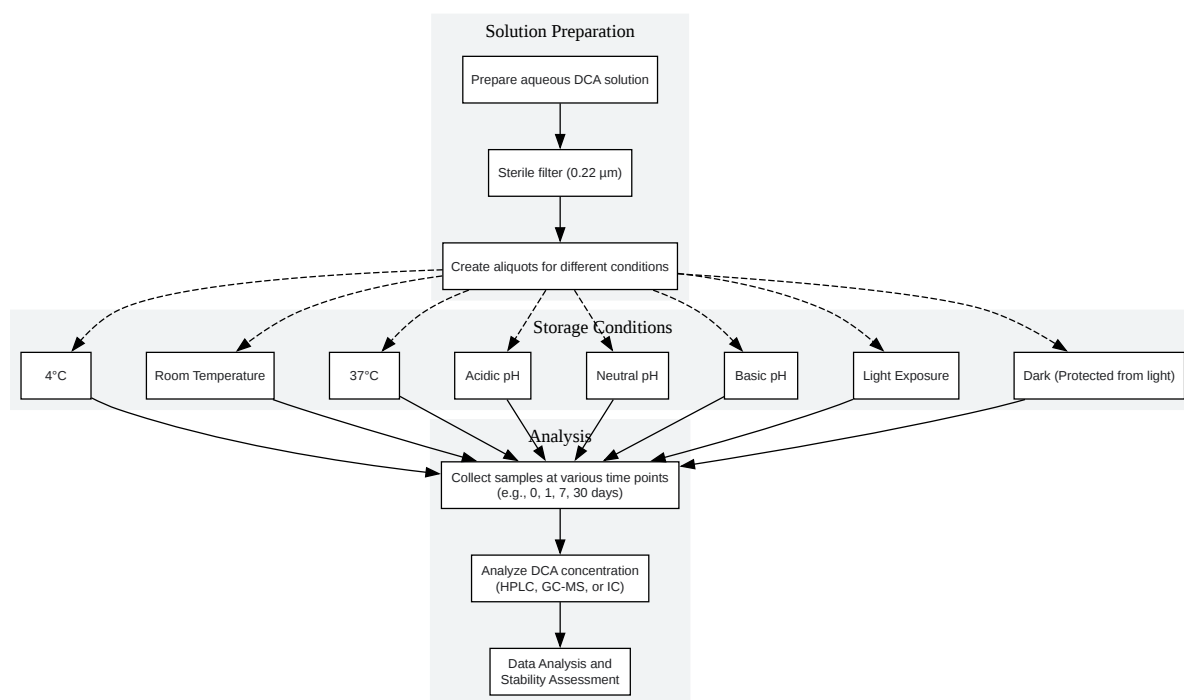 Solution Preparation
Prepare aqueous DCA solution
Sterile filter (0.22 µm)
Create aliquots for different conditions
Storage Conditions
4°C
Room Temperature
37°C
Acidic pH
Neutral pH
Basic pH
Light Exposure
Dark (Protected from light)
Analysis
Collect samples at various time points
(e.g., 0, 1, 7, 30 days)
Analyze DCA concentration
(HPLC, GC-MS, or IC)
Data Analysis and
Stability Assessment